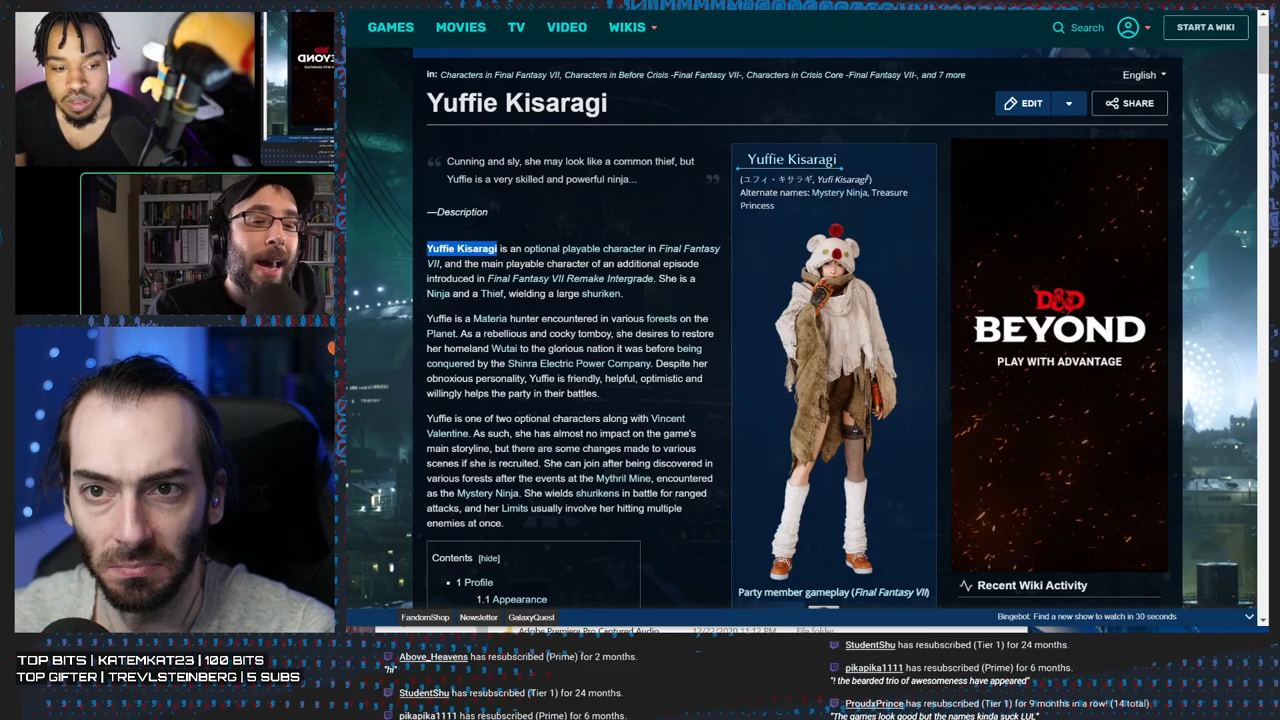 GAMES MOVIES TV VIDEO WIKIS
Search
START A WIKI
in: Characters in Final Fantasy VII, Characters in Before Crisis -Final Fantasy VII-, Characters in Crisis Core -Final Fantasy VII-, and 7 more
English
Yuffie Kisaragi
EDIT
SHARE
Cunning and sly, she may look like a common thief, but
Yuffie is a very skilled and powerful ninja...
—Description
Yuffie Kisaragi is an optional playable character in Final Fantasy
VII, and the main playable character of an additional episode
introduced in Final Fantasy VII Remake Intergrade. She is a
Ninja and a Thief, wielding a large shuriken.
Yuffie is a Materia hunter encountered in various forests on the
Planet. As a rebellious and cocky tomboy, she desires to restore
her homeland Wutai to the glorious nation it was before being
conquered by the Shinra Electric Power Company. Despite her
obnoxious personality, Yuffie is friendly, helpful, optimistic and
willingly helps the party in their battles.
Yuffie is one of two optional characters along with Vincent
Valentine. As such, she has almost no impact on the game's
main storyline, but there are some changes made to various
scenes if she is recruited. She can join after being discovered in
various forests after the events at the Mythril Mine, encountered
as the Mystery Ninja. She wields shurikens in battle for ranged
attacks, and her Limits usually involve her hitting multiple
enemies at once.
Contents [hide]
1 Profile
1.1 Appearance
Yuffie Kisaragi
(ユフィ・キサラギ, Yufi Kisaragi)
Alternate names: Mystery Ninja, Treasure
Princess
Party member gameplay (Final Fantasy VII)
D&D
BEYOND
PLAY WITH ADVANTAGE
Recent Wiki Activity
FandomShop Newsletter GalaxyQuest
Bingebot: Find a new show to watch in 30 seconds
Adobe Premiere Pro Captured Audio 12/22/2020 11:12 PM File folder
TOP BITS | KATEMKAT23 | 100 BITS
TOP GIFTER | TREVLSTEINBERG | 5 SUBS
Above_Heavens has resubscribed (Prime) for 2 months.
"hi"
StudentShu has resubscribed (Tier 1) for 24 months.
pikapika1111 has resubscribed (Prime) for 6 months.
StudentShu has resubscribed (Tier 1) for 24 months.
pikapika1111 has resubscribed (Prime) for 6 months.
"! the bearded trio of awesomeness have appeared"
ProudxPrince has resubscribed (Tier 1) for 9 months in a row! (14 total).
"The games look good but the names kinda suck LUL"